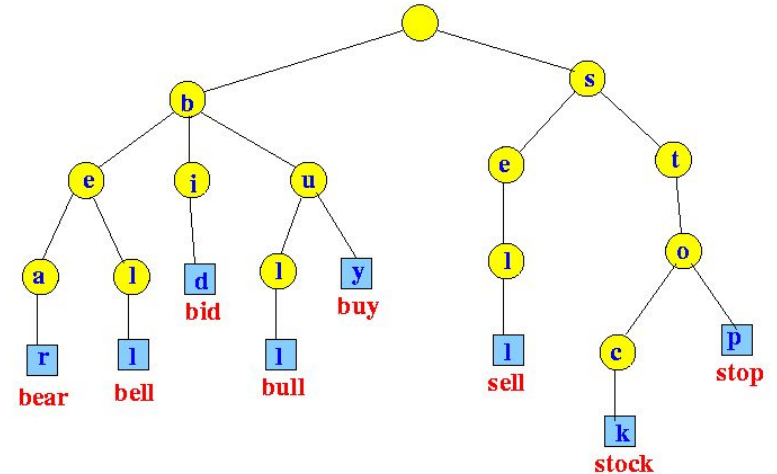 s
b
e i u e t
a l l l o
d y
bid buy
r l l l c p
bear bell bull sell stop
k
stock